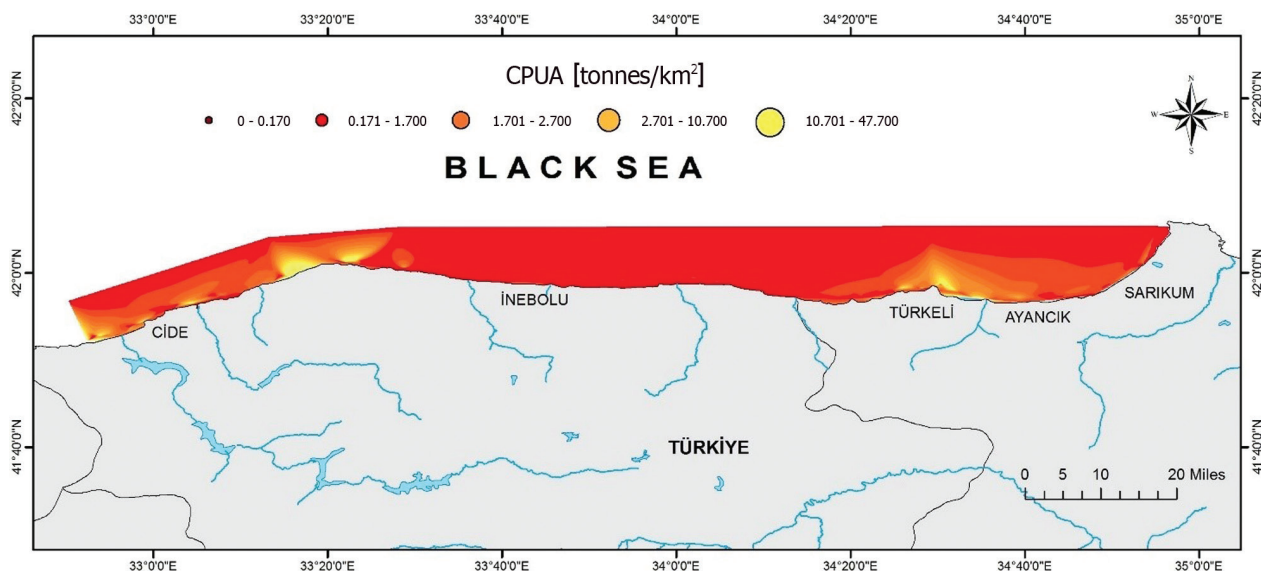 33°0'0"E 33°20'0"E 33°40'0"E 34°0'0"E 34°20'0"E 34°40'0"E 35°0'0"E
CPUA [tonnes/km²]
N
W E
S
42°20'0"N 42°20'0"N
0 - 0.170 0.171 - 1.700 1.701 - 2.700 2.701 - 10.700 10.701 - 47.700
BLACK SEA
42°0'0"N 42°0'0"N
SARIKUM
İNEBOLU
TÜRKELİ AYANCIK
CİDE
41°40'0"N TÜRKİYE 41°40'0"N
0 5 10 20 Miles
33°0'0"E 33°20'0"E 33°40'0"E 34°0'0"E 34°20'0"E 34°40'0"E 35°0'0"E